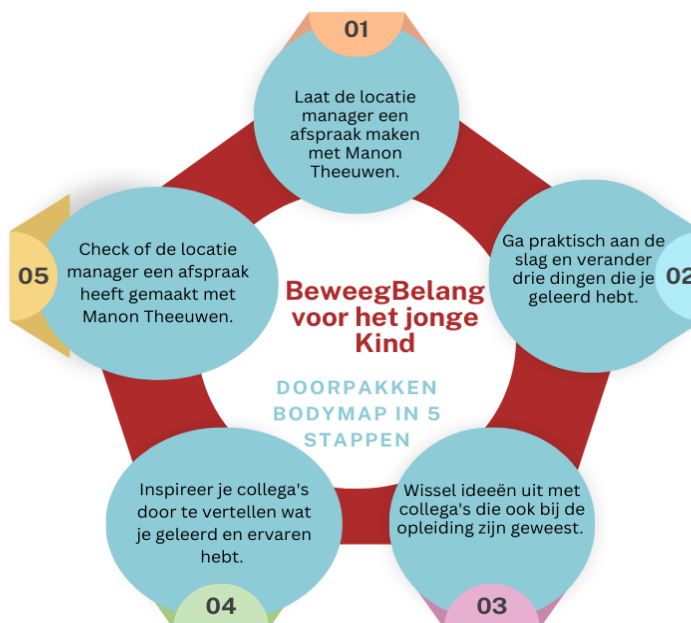 01
Laat de locatie
manager een
afspraak maken
met Manon
Theeuwen.
02
Ga praktisch aan de
slag en verander
drie dingen die je
geleerd hebt.
03
Wissel ideeën uit met
collega's die ook bij de
opleiding zijn geweest.
04
Inspireer je collega's
door te vertellen wat
je geleerd en ervaren
hebt.
05
Check of de locatie
manager een afspraak
heeft gemaakt met
Manon Theeuwen.
BeweegBelang
voor het jonge
Kind
DOORPAKKEN
BODYMAP IN 5
STAPPEN